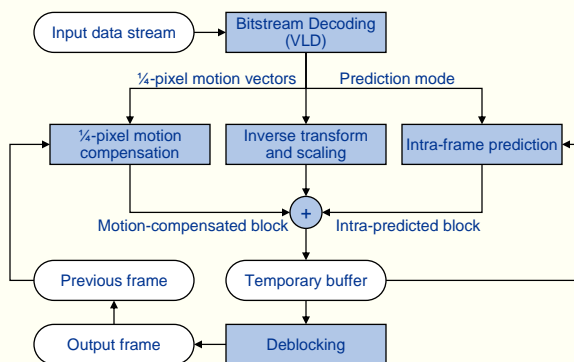 Input data stream
Bitstream Decoding
(VLD)
¼-pixel motion vectors
Prediction mode
¼-pixel motion
compensation
Inverse transform
and scaling
Intra-frame prediction
+
Motion-compensated block
Intra-predicted block
Previous frame
Temporary buffer
Output frame
Deblocking